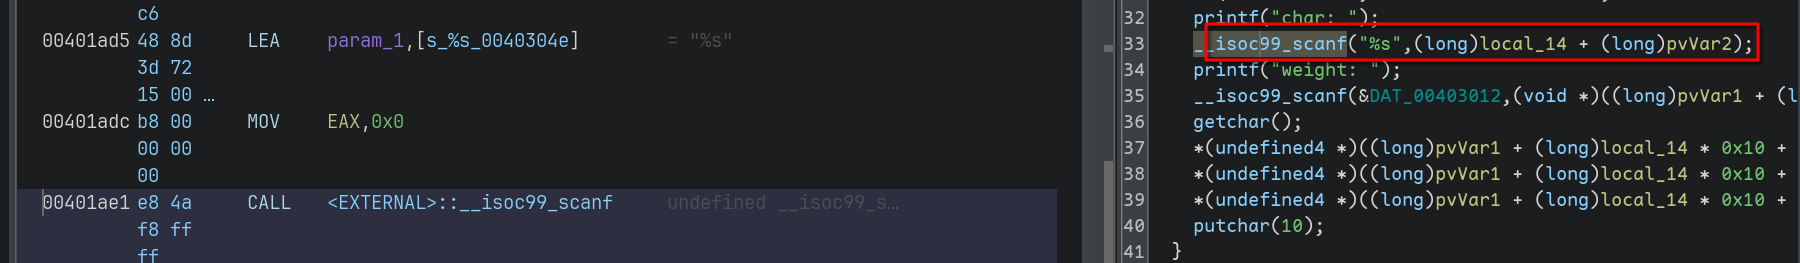 c6
00401ad5 48 8d LEA param_1,[s_%s_0040304e] = "%s"
3d 72
15 00 …
00401adc b8 00 MOV EAX,0x0
00 00
00
00401ae1 e8 4a CALL <EXTERNAL>::__isoc99_scanf undefined __isoc99_s…
f8 ff
ff
32 printf("char: ");
33 __isoc99_scanf("%s",(long)local_14 + (long)pvVar2);
34 printf("weight: ");
35 __isoc99_scanf(&DAT_00403012,(void *)((long)pvVar1 + (l
36 getchar();
37 *(undefined4 *)((long)pvVar1 + (long)local_14 * 0x10 +
38 *(undefined4 *)((long)pvVar1 + (long)local_14 * 0x10 +
39 *(undefined4 *)((long)pvVar1 + (long)local_14 * 0x10 +
40 putchar(10);
41 }